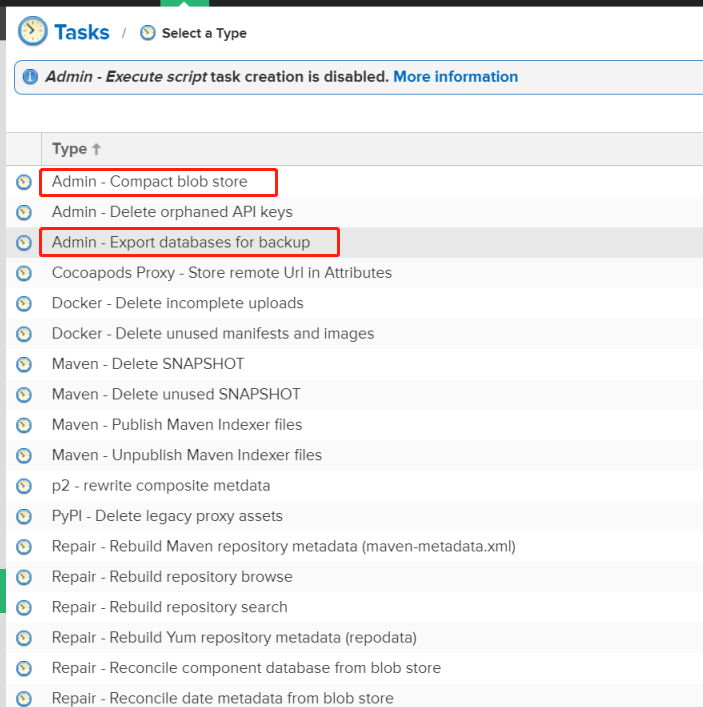 Tasks / Select a Type
Admin - Execute script task creation is disabled. More information
Type
Admin - Compact blob store
Admin - Delete orphaned API keys
Admin - Export databases for backup
Cocoapods Proxy - Store remote Url in Attributes
Docker - Delete incomplete uploads
Docker - Delete unused manifests and images
Maven - Delete SNAPSHOT
Maven - Delete unused SNAPSHOT
Maven - Publish Maven Indexer files
Maven - Unpublish Maven Indexer files
p2 - rewrite composite metdata
PyPI - Delete legacy proxy assets
Repair - Rebuild Maven repository metadata (maven-metadata.xml)
Repair - Rebuild repository browse
Repair - Rebuild repository search
Repair - Rebuild Yum repository metadata (repodata)
Repair - Reconcile component database from blob store
Repair - Reconcile date metadata from blob store